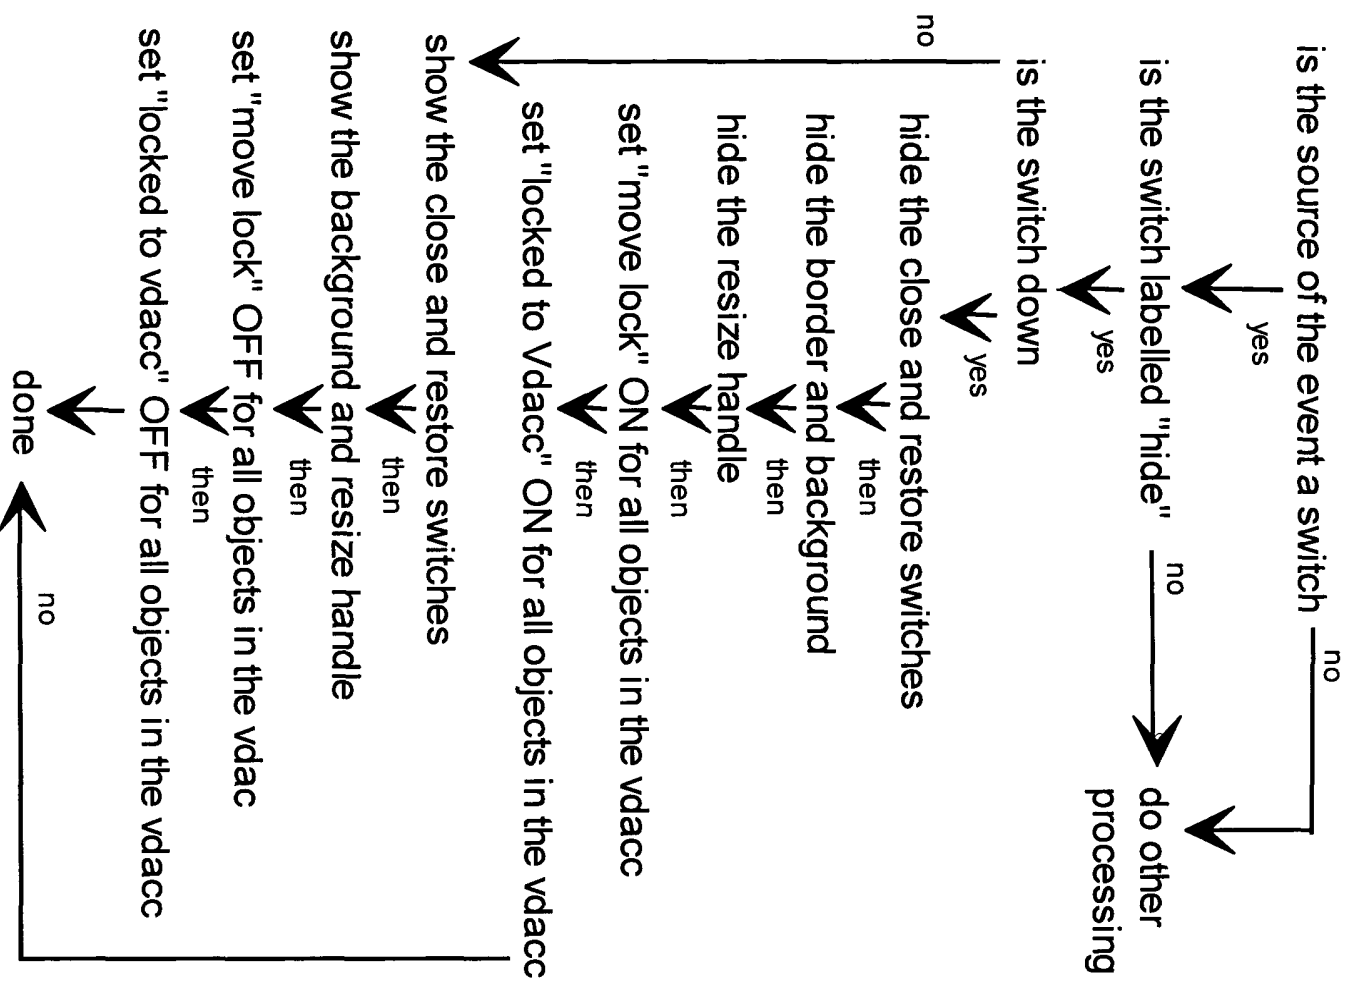 is the source of the event a switch
no
yes
is the switch labelled "hide"
no
do other
processing
yes
is the switch down
no
yes
hide the close and restore switches
then
hide the border and background
then
hide the resize handle
then
set "move lock" ON for all objects in the vdacc
then
set "locked to Vdacc" ON for all objects in the vdacc
show the close and restore switches
then
show the background and resize handle
then
set "move lock" OFF for all objects in the vdac
then
set "locked to vdacc" OFF for all objects in the vdacc
no
done